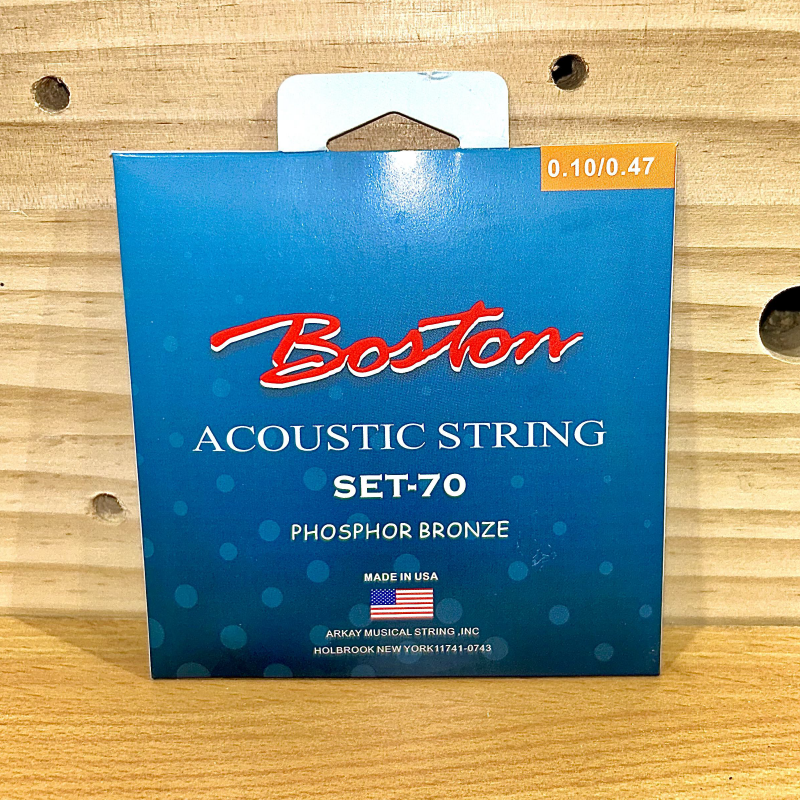 0.10/0.47
Boston
ACOUSTIC STRING
SET-70
PHOSPHOR BRONZE
MADE IN USA
ARKAY MUSICAL STRING ,INC
HOLBROOK NEW YORK11741-0743